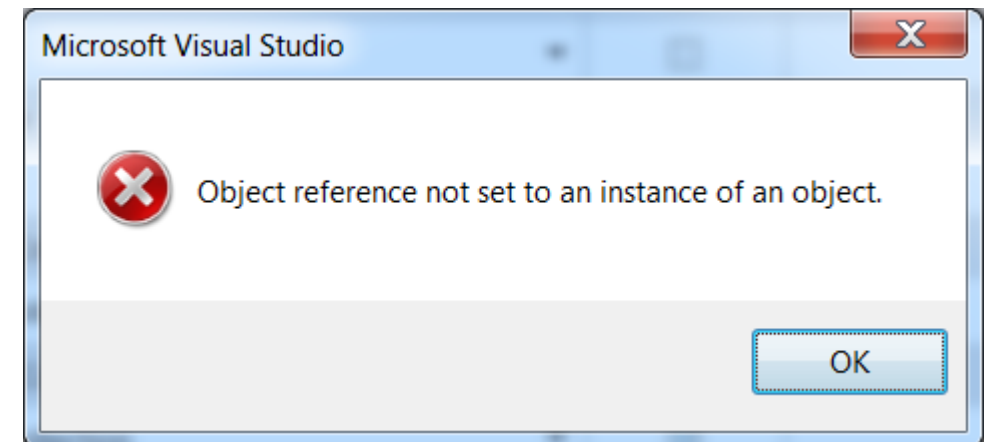 Microsoft Visual Studio
Object reference not set to an instance of an object.
OK